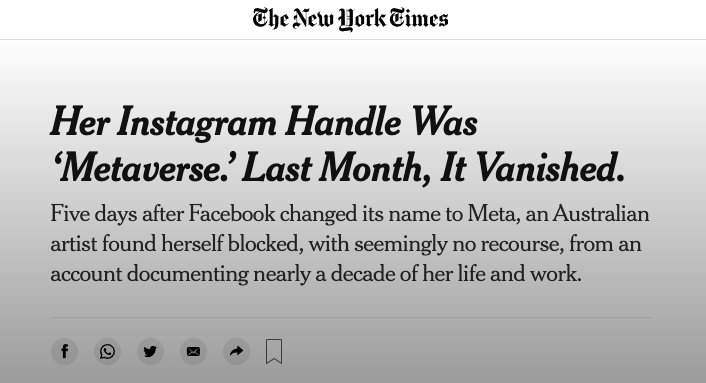 The New York Times
Her Instagram Handle Was
‘Metaverse.’ Last Month, It Vanished.
Five days after Facebook changed its name to Meta, an Australian
artist found herself blocked, with seemingly no recourse, from an
account documenting nearly a decade of her life and work.